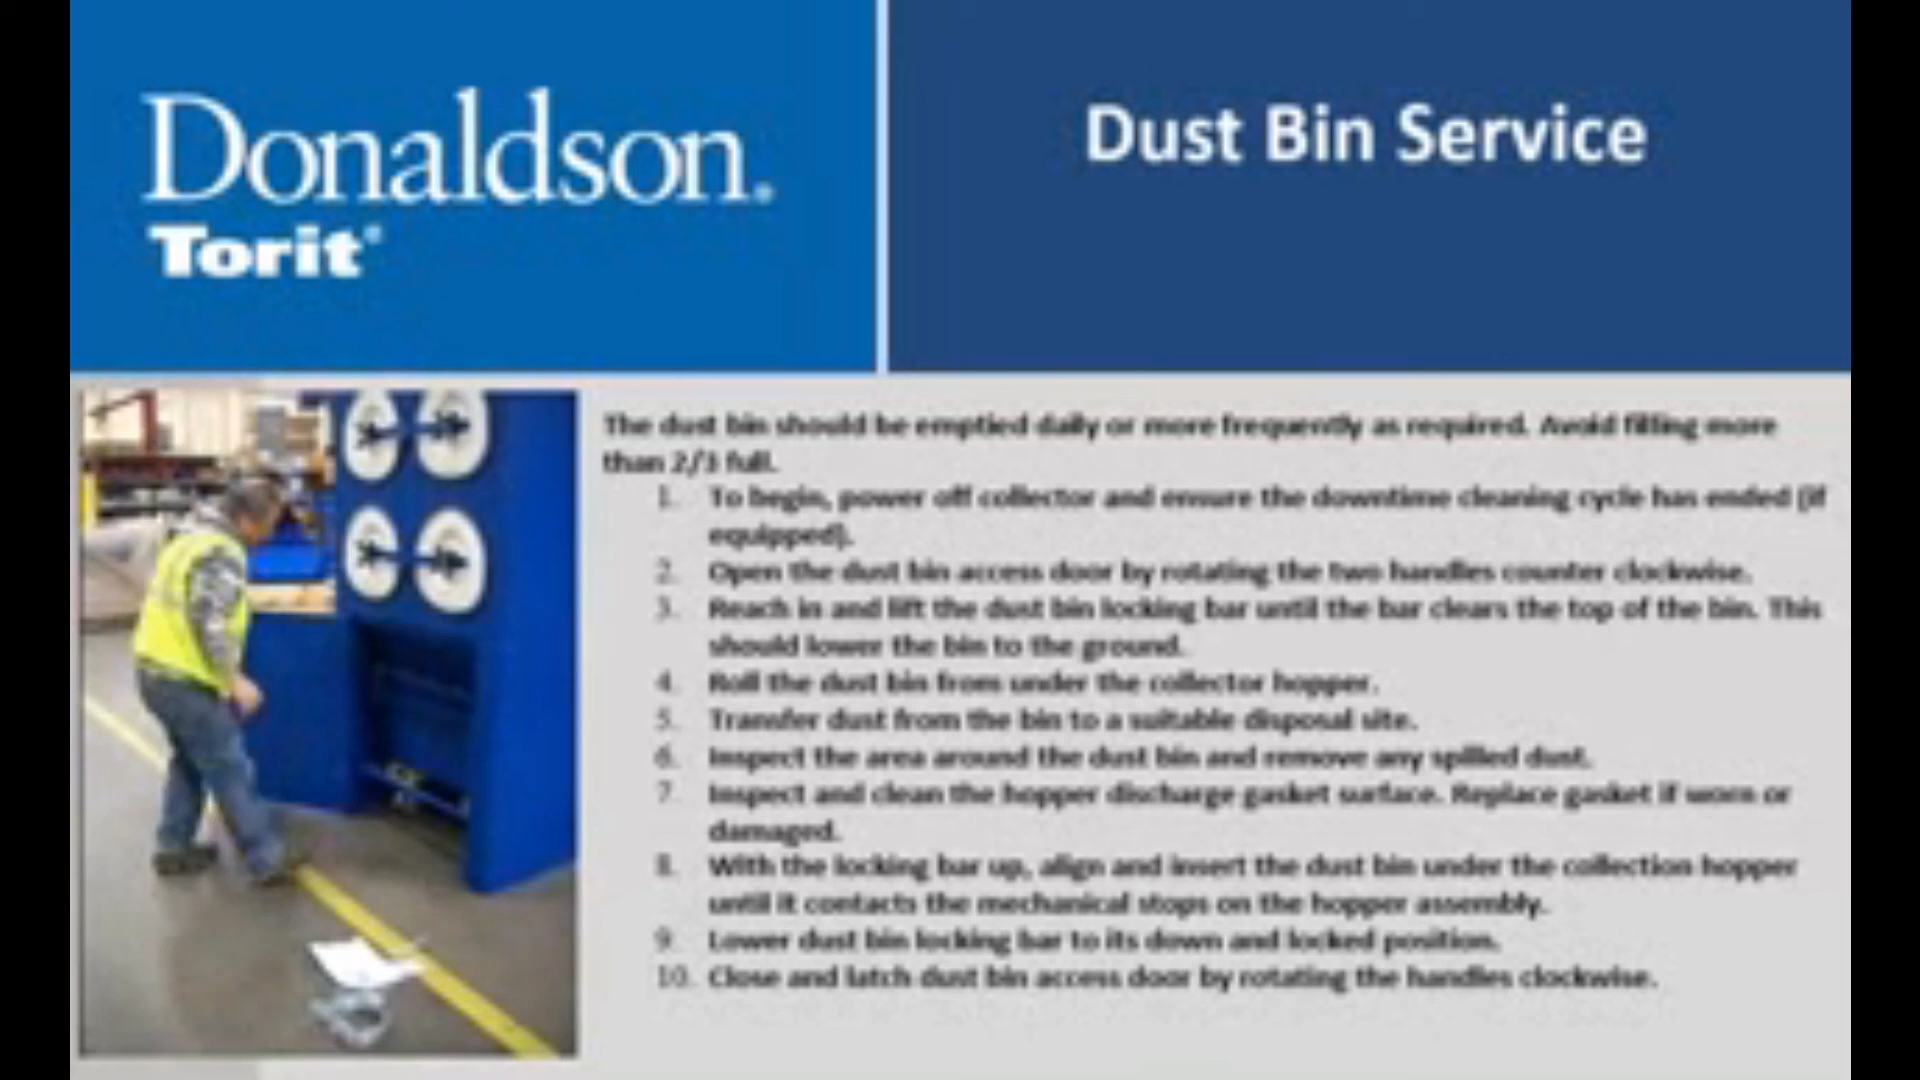 Donaldson®
Torit®
Dust Bin Service
The dust bin should be emptied daily or more frequently as required. Avoid filling more
than 2/3 full.
1. To begin, power off collector and ensure the downtime cleaning cycle has ended (if
equipped).
2. Open the dust bin access door by rotating the two handles counter clockwise.
3. Reach in and lift the dust bin locking bar until the bar clears the top of the bin. This
should lower the bin to the ground.
4. Roll the dust bin from under the collector hopper.
5. Transfer dust from the bin to a suitable disposal site.
6. Inspect the area around the dust bin and remove any spilled dust.
7. Inspect and clean the hopper discharge gasket surface. Replace gasket if worn or
damaged.
8. With the locking bar up, align and insert the dust bin under the collection hopper
until it contacts the mechanical stops on the hopper assembly.
9. Lower dust bin locking bar to its down and locked position.
10. Close and latch dust bin access door by rotating the handles clockwise.